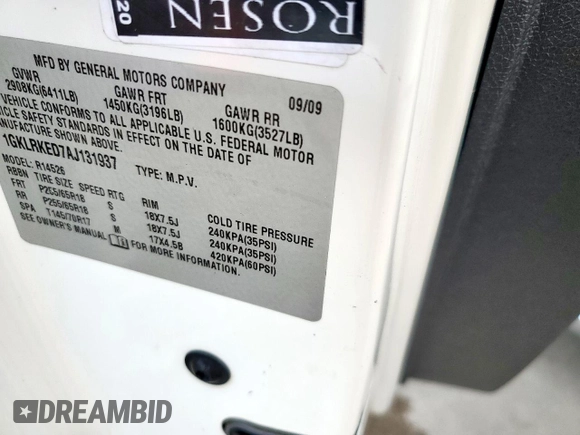 ROSEN
20
MFD BY GENERAL MOTORS COMPANY
09/09
GVWR GAWR FRT GAWR RR
2908KG(6411LB) 1450KG(3196LB) 1600KG(3527LB)
VEHICLE CONFORMS TO ALL APPLICABLE U.S. FEDERAL MOTOR
VEHICLE SAFETY STANDARDS IN EFFECT ON THE DATE OF
MANUFACTURE SHOWN ABOVE.
1GKLRKED7AJ131937 TYPE: M.P.V.
MODEL: R14526
RBBN TIRE SIZE SPEED RTG RIM COLD TIRE PRESSURE
FRT P255/65R18 S 18X7.5J 240KPA(35PSI)
RR P255/65R18 S 18X7.5J 240KPA(35PSI)
SPA T145/70R17 M 17X4.5B 420KPA(60PSI)
SEE OWNER'S MANUAL FOR MORE INFORMATION.
DREAMBID